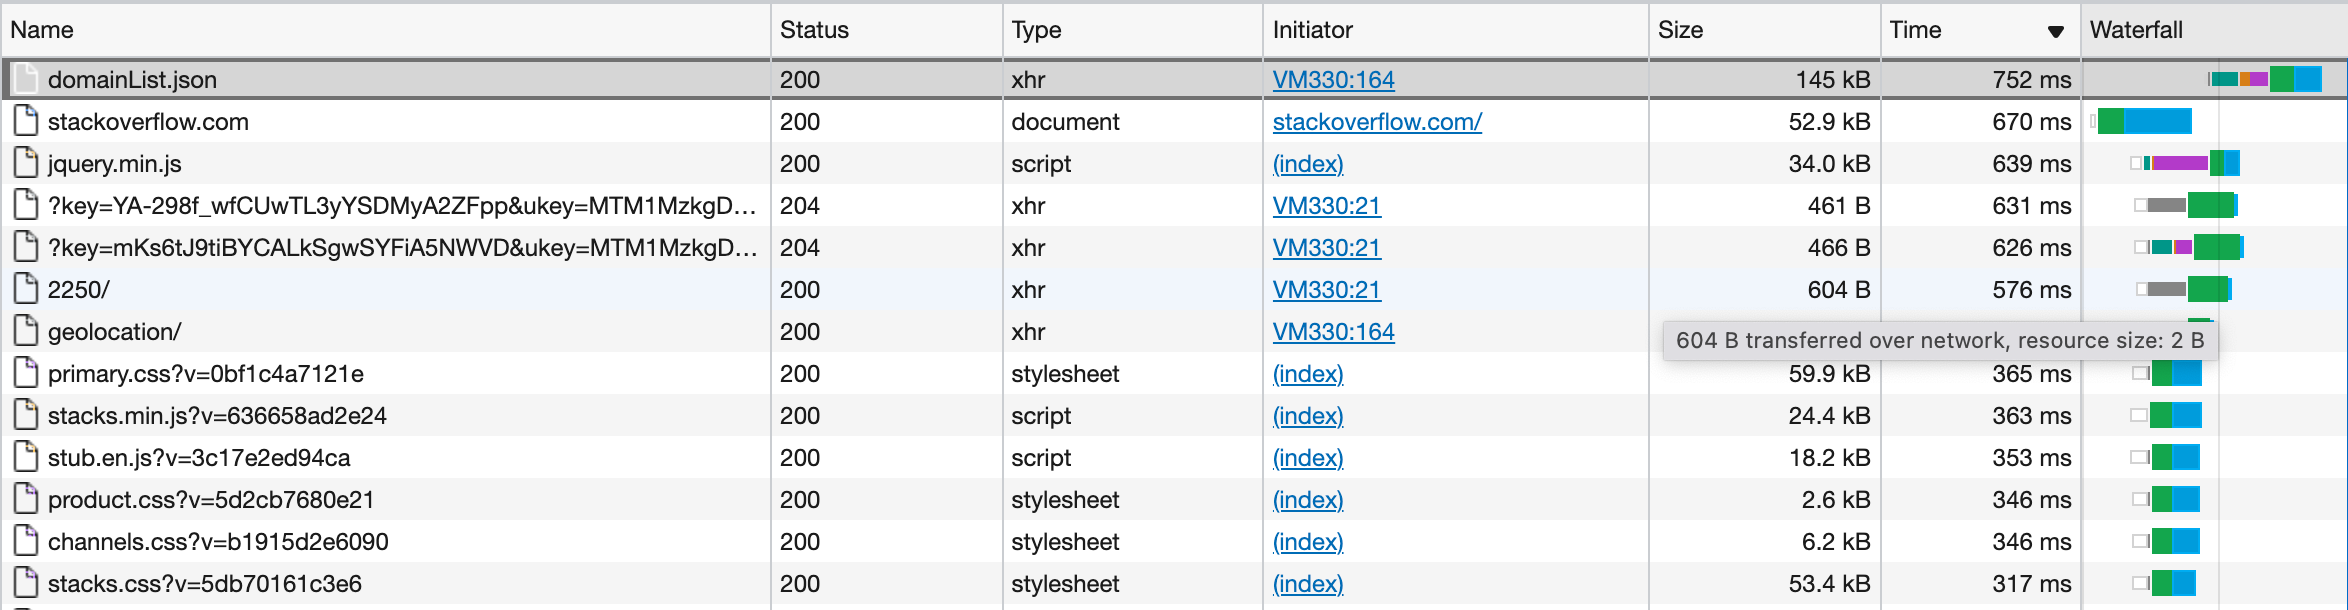 Name Status Type Initiator Size Time Waterfall
domainList.json 200 xhr VM330:164 145 kB 752 ms
stackoverflow.com 200 document stackoverflow.com/ 52.9 kB 670 ms
jquery.min.js 200 script (index) 34.0 kB 639 ms
?key=YA-298f_wfCUwTL3yYSDMyA2ZFpp&ukey=MTM1MzkgD... 204 xhr VM330:21 461 B 631 ms
?key=mKs6tJ9tiBYCALkSgwSYFiA5NWVD&ukey=MTM1MzkgD... 204 xhr VM330:21 466 B 626 ms
2250/ 200 xhr VM330:21 604 B 576 ms
geolocation/ 200 xhr VM330:164
604 B transferred over network, resource size: 2 B
primary.css?v=0bf1c4a7121e 200 stylesheet (index) 59.9 kB 365 ms
stacks.min.js?v=636658ad2e24 200 script (index) 24.4 kB 363 ms
stub.en.js?v=3c17e2ed94ca 200 script (index) 18.2 kB 353 ms
product.css?v=5d2cb7680e21 200 stylesheet (index) 2.6 kB 346 ms
channels.css?v=b1915d2e6090 200 stylesheet (index) 6.2 kB 346 ms
stacks.css?v=5db70161c3e6 200 stylesheet (index) 53.4 kB 317 ms